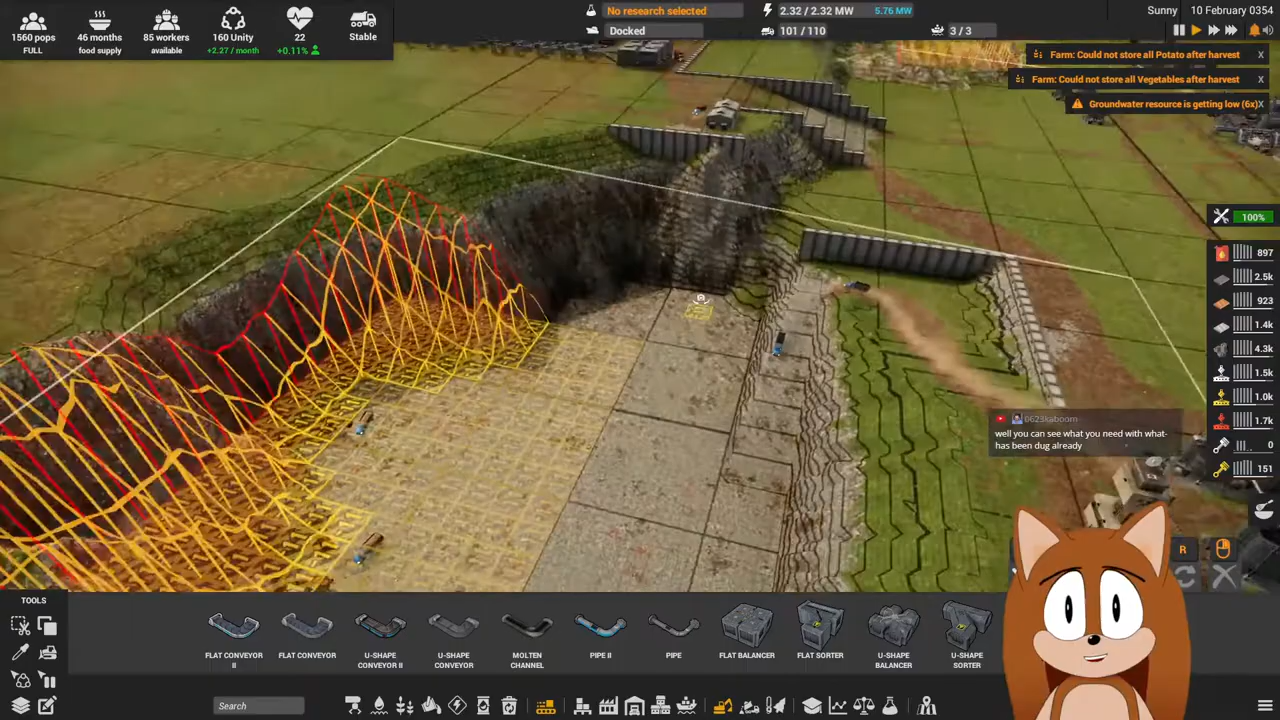 1560 pops
FULL
46 months
food supply
85 workers
available
160 Unity
+2.27 / month
22
+0.11%
Stable
No research selected
Docked
2.32 / 2.32 MW
5.76 MW
101 / 110
3 / 3
Sunny
10 February 0354
Farm: Could not store all Potato after harvest
X
Farm: Could not store all Vegetables after harvest
X
Groundwater resource is getting low (6x)
X
100%
897
2.5k
923
1.4k
4.3k
1.5k
1.0k
1.7k
0
151
0623kaboom
well you can see what you need with what-
has been dug already
R
TOOLS
FLAT CONVEYOR
II
FLAT CONVEYOR
U-SHAPE
CONVEYOR II
U-SHAPE
CONVEYOR
MOLTEN
CHANNEL
PIPE II
PIPE
FLAT BALANCER
FLAT SORTER
U-SHAPE
BALANCER
U-SHAPE
SORTER
Search